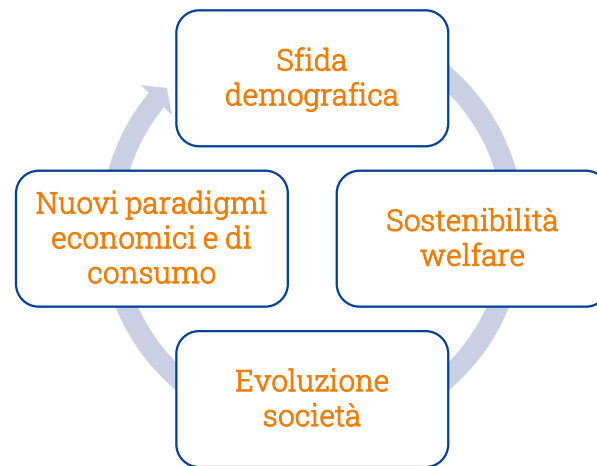 Sfida
demografica
Sostenibilità
welfare
Evoluzione
società
Nuovi paradigmi
economici e di
consumo